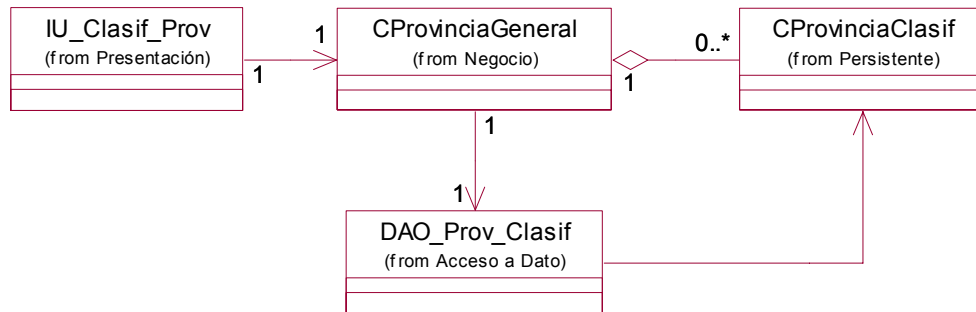 IU_Clasif_Prov
(from Presentación)
1
1
CProvinciaGeneral
(from Negocio)
1
0..*
CProvinciaClasif
(from Persistente)
1
1
DAO_Prov_Clasif
(from Acceso a Dato)